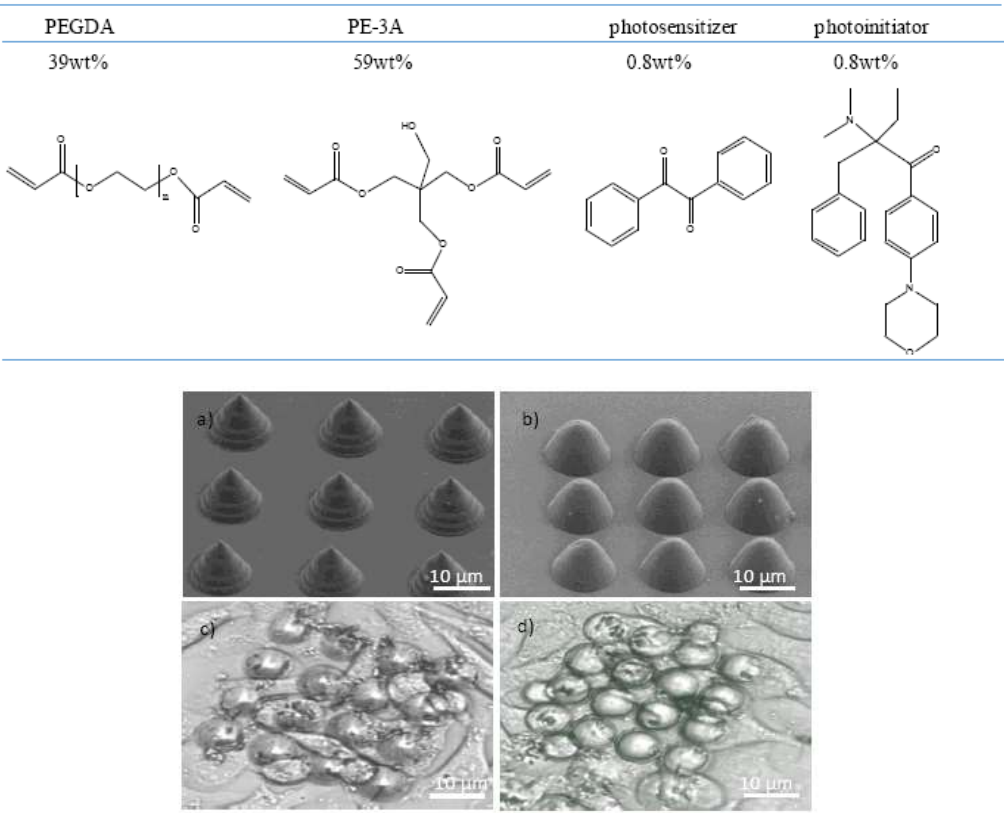 PEGDA PE-3A photosensitizer photoinitiator
39wt% 59wt% 0.8wt% 0.8wt%
O O n O O
HO O O O O O O
O O
N O N O
a) b)
10 μm 10 μm
c) d)
10 μm 10 μm